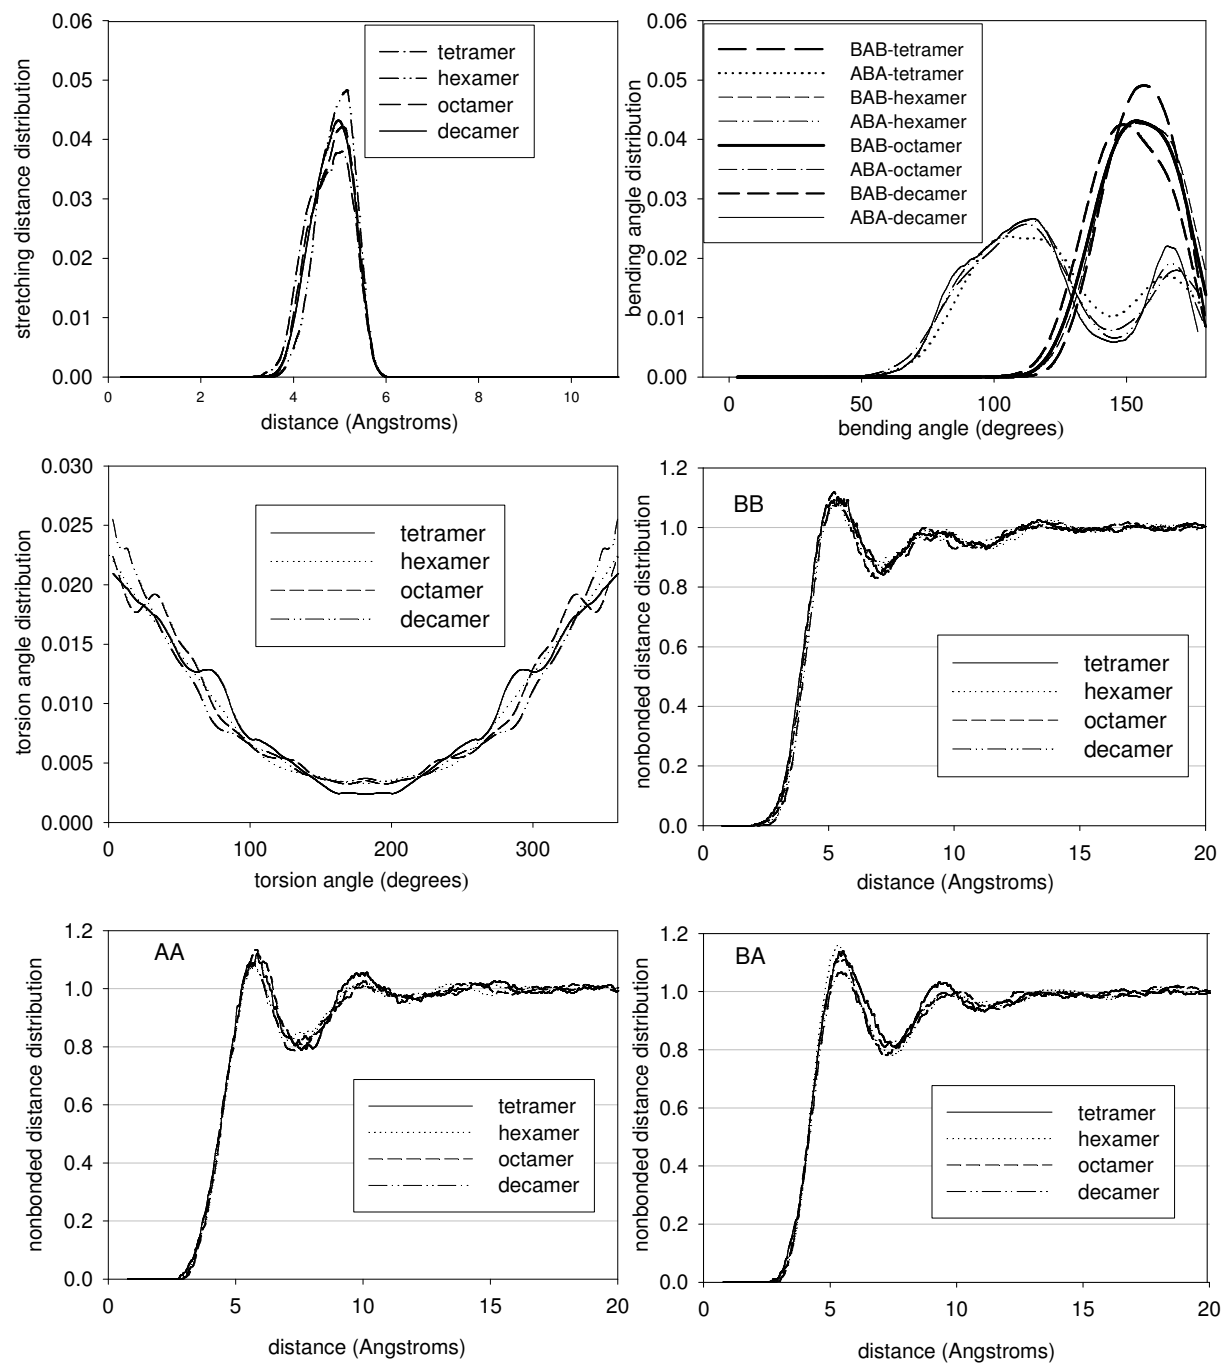 stretching distance distribution
0.06
0.05
0.04
0.03
0.02
0.01
0.00
tetramer
hexamer
octamer
decamer
0 2 4 6 8 10
distance (Angstroms)
bending angle distribution
0.06
0.05
0.04
0.03
0.02
0.01
0.00
BAB-tetramer
ABA-tetramer
BAB-hexamer
ABA-hexamer
BAB-octamer
ABA-octamer
BAB-decamer
ABA-decamer
0 50 100 150
bending angle (degrees)
torsion angle distribution
0.030
0.025
0.020
0.015
0.010
0.005
0.000
tetramer
hexamer
octamer
decamer
0 100 200 300
torsion angle (degrees)
nonbonded distance distribution
1.2
1.0
0.8
0.6
0.4
0.2
0.0
BB
tetramer
hexamer
octamer
decamer
0 5 10 15 20
distance (Angstroms)
nonbonded distance distribution
1.2
1.0
0.8
0.6
0.4
0.2
0.0
AA
tetramer
hexamer
octamer
decamer
0 5 10 15 20
distance (Angstroms)
nonbonded distance distribution
1.2
1.0
0.8
0.6
0.4
0.2
0.0
BA
tetramer
hexamer
octamer
decamer
0 5 10 15 20
distance (Angstroms)